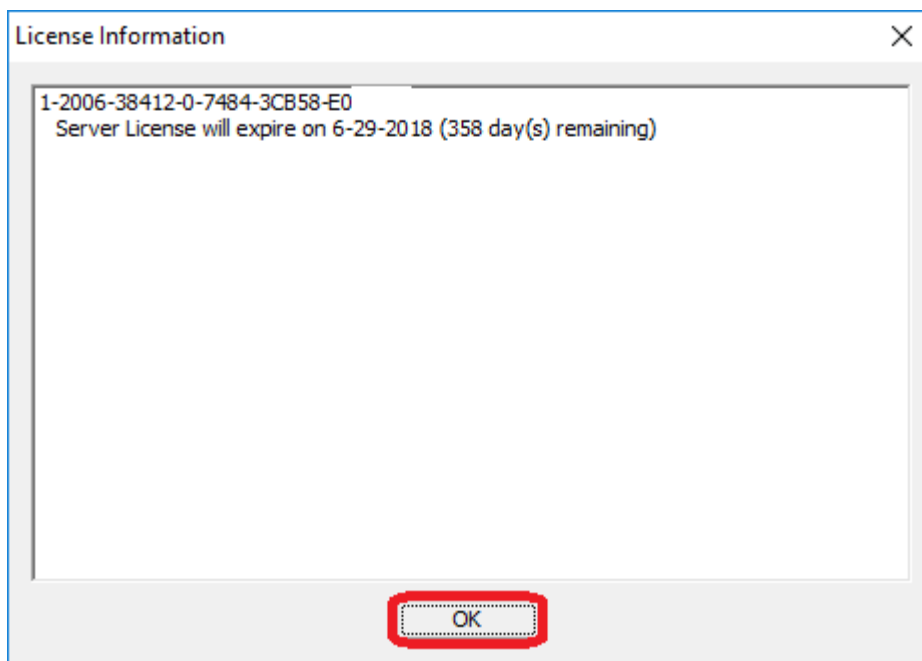 License Information
1-2006-38412-0-7484-3CB58-E0
Server License will expire on 6-29-2018 (358 day(s) remaining)
OK